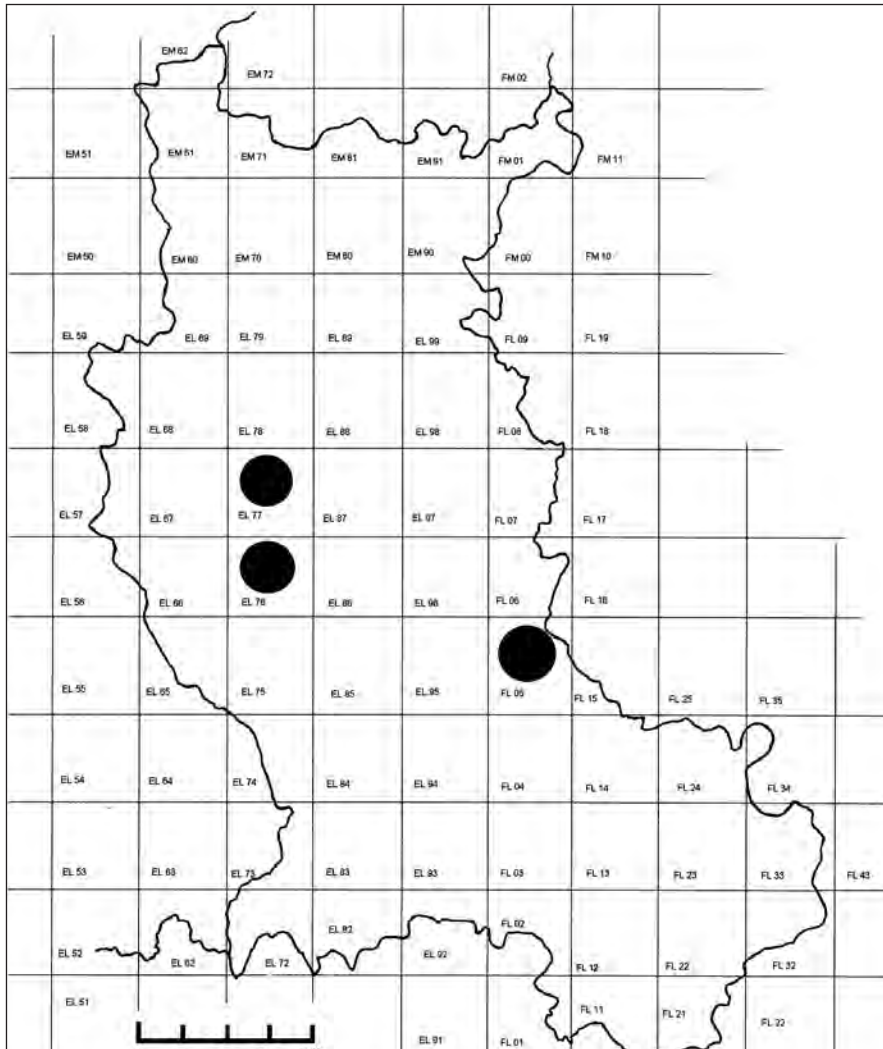 EM 62
EM 72 FM 02
EM 51 EM 61 EM 71 EM 81 EM 91 FM 01 FM 11
EM 50 EM 60 EM 70 EM 80 EM 90 FM 00 FM 10
EL 59 EL 69 EL 79 EL 89 EL 99 FL 09 FL 19
EL 58 EL 68 EL 78 EL 88 EL 98 FL 08 FL 18
EL 57 EL 67 EL 77 EL 87 EL 97 FL 07 FL 17
EL 56 EL 66 EL 76 EL 86 EL 96 FL 06 FL 16
EL 55 EL 65 EL 75 EL 85 EL 95 FL 05 FL 15 FL 25 FL 35
EL 54 EL 64 EL 74 EL 84 EL 94 FL 04 FL 14 FL 24 FL 34
EL 53 EL 63 EL 73 EL 83 EL 93 FL 03 FL 13 FL 23 FL 33 FL 43
EL 82 FL 02
EL 52 EL 62 EL 72 EL 92 FL 12 FL 22 FL 32
EL 51 FL 11 FL 21 FL 22
EL 91 FL 01